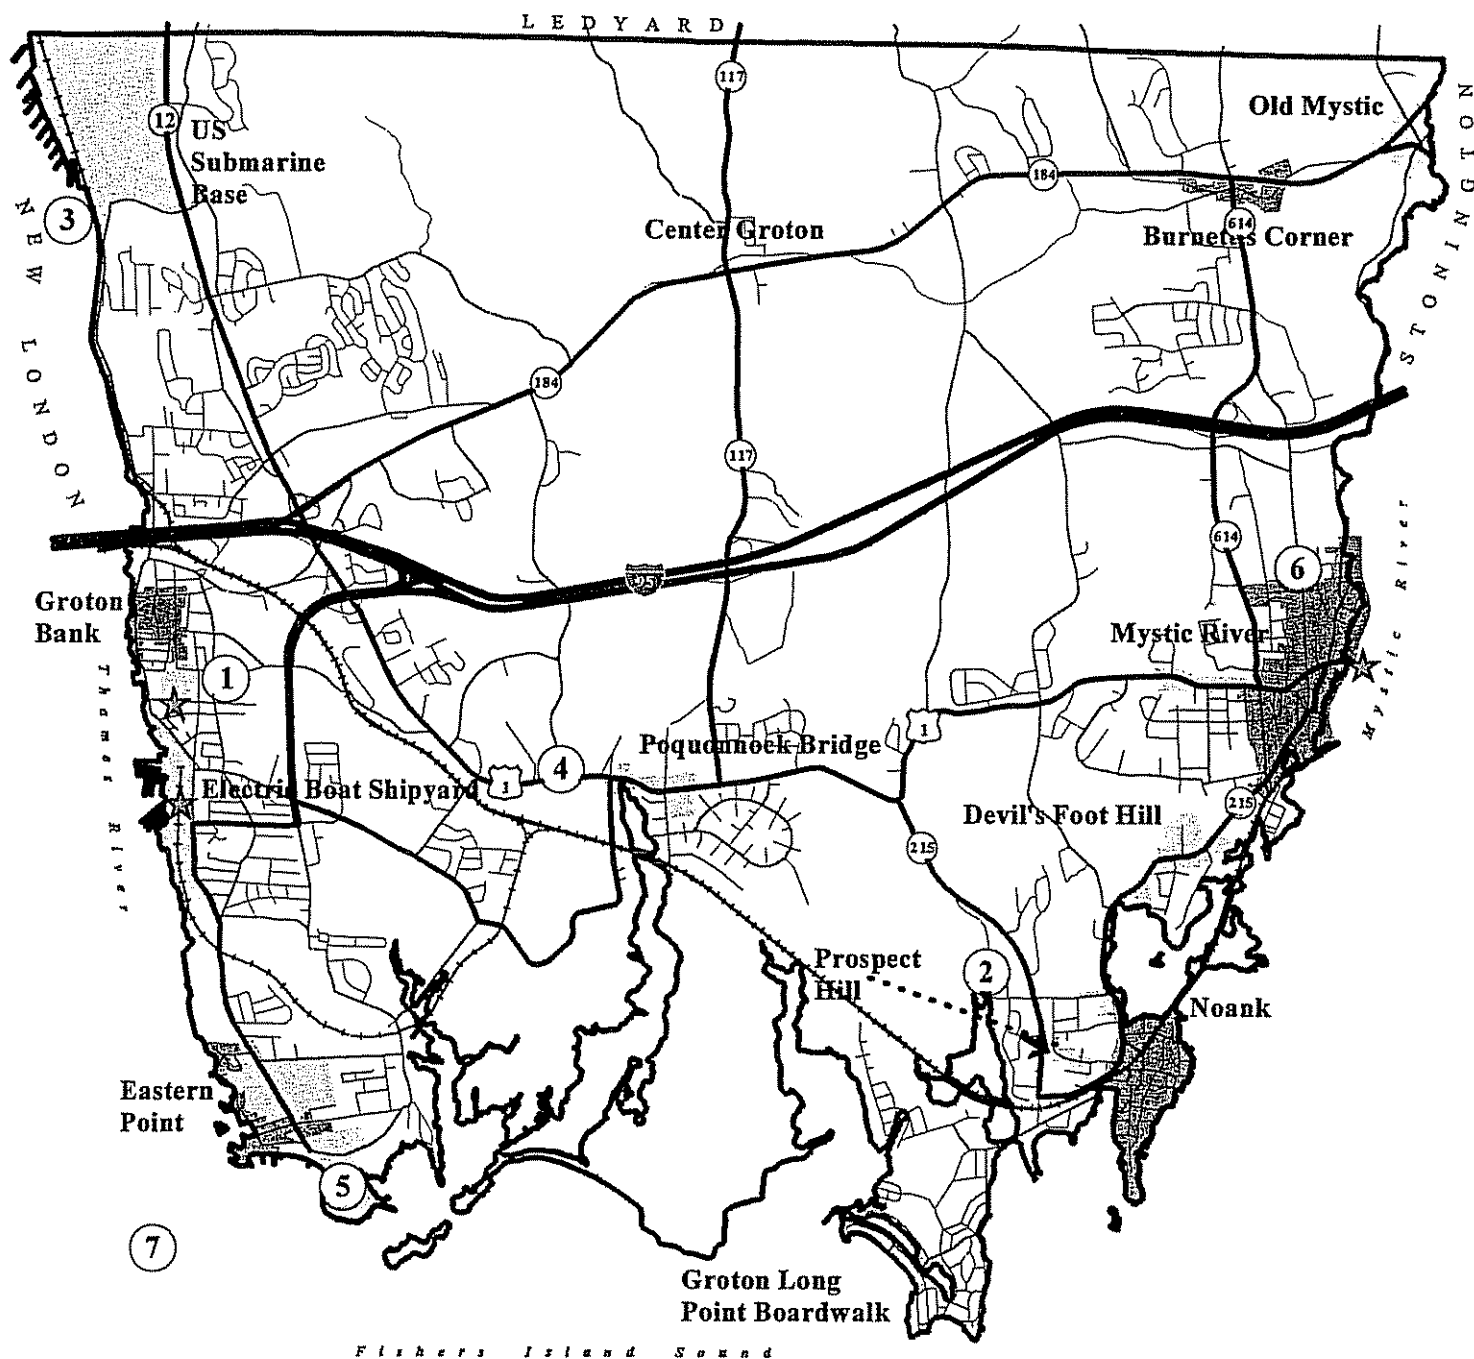 LEDYARD
117
Old Mystic
12
US
Submarine
Base
184
3
614
Center Groton
Burnetts Corner
NEW LONDON
STONINGTON
184
117
614
95
6
Groton
Bank
Mystic River
Mystic River
1
Thames River
1
Poquonnock Bridge
4
1
Electric Boat Shipyard
215
Devil's Foot Hill
215
Prospect
Hill
2
Noank
Eastern
Point
5
7
Groton Long
Point Boardwalk
Fishers Island Sound